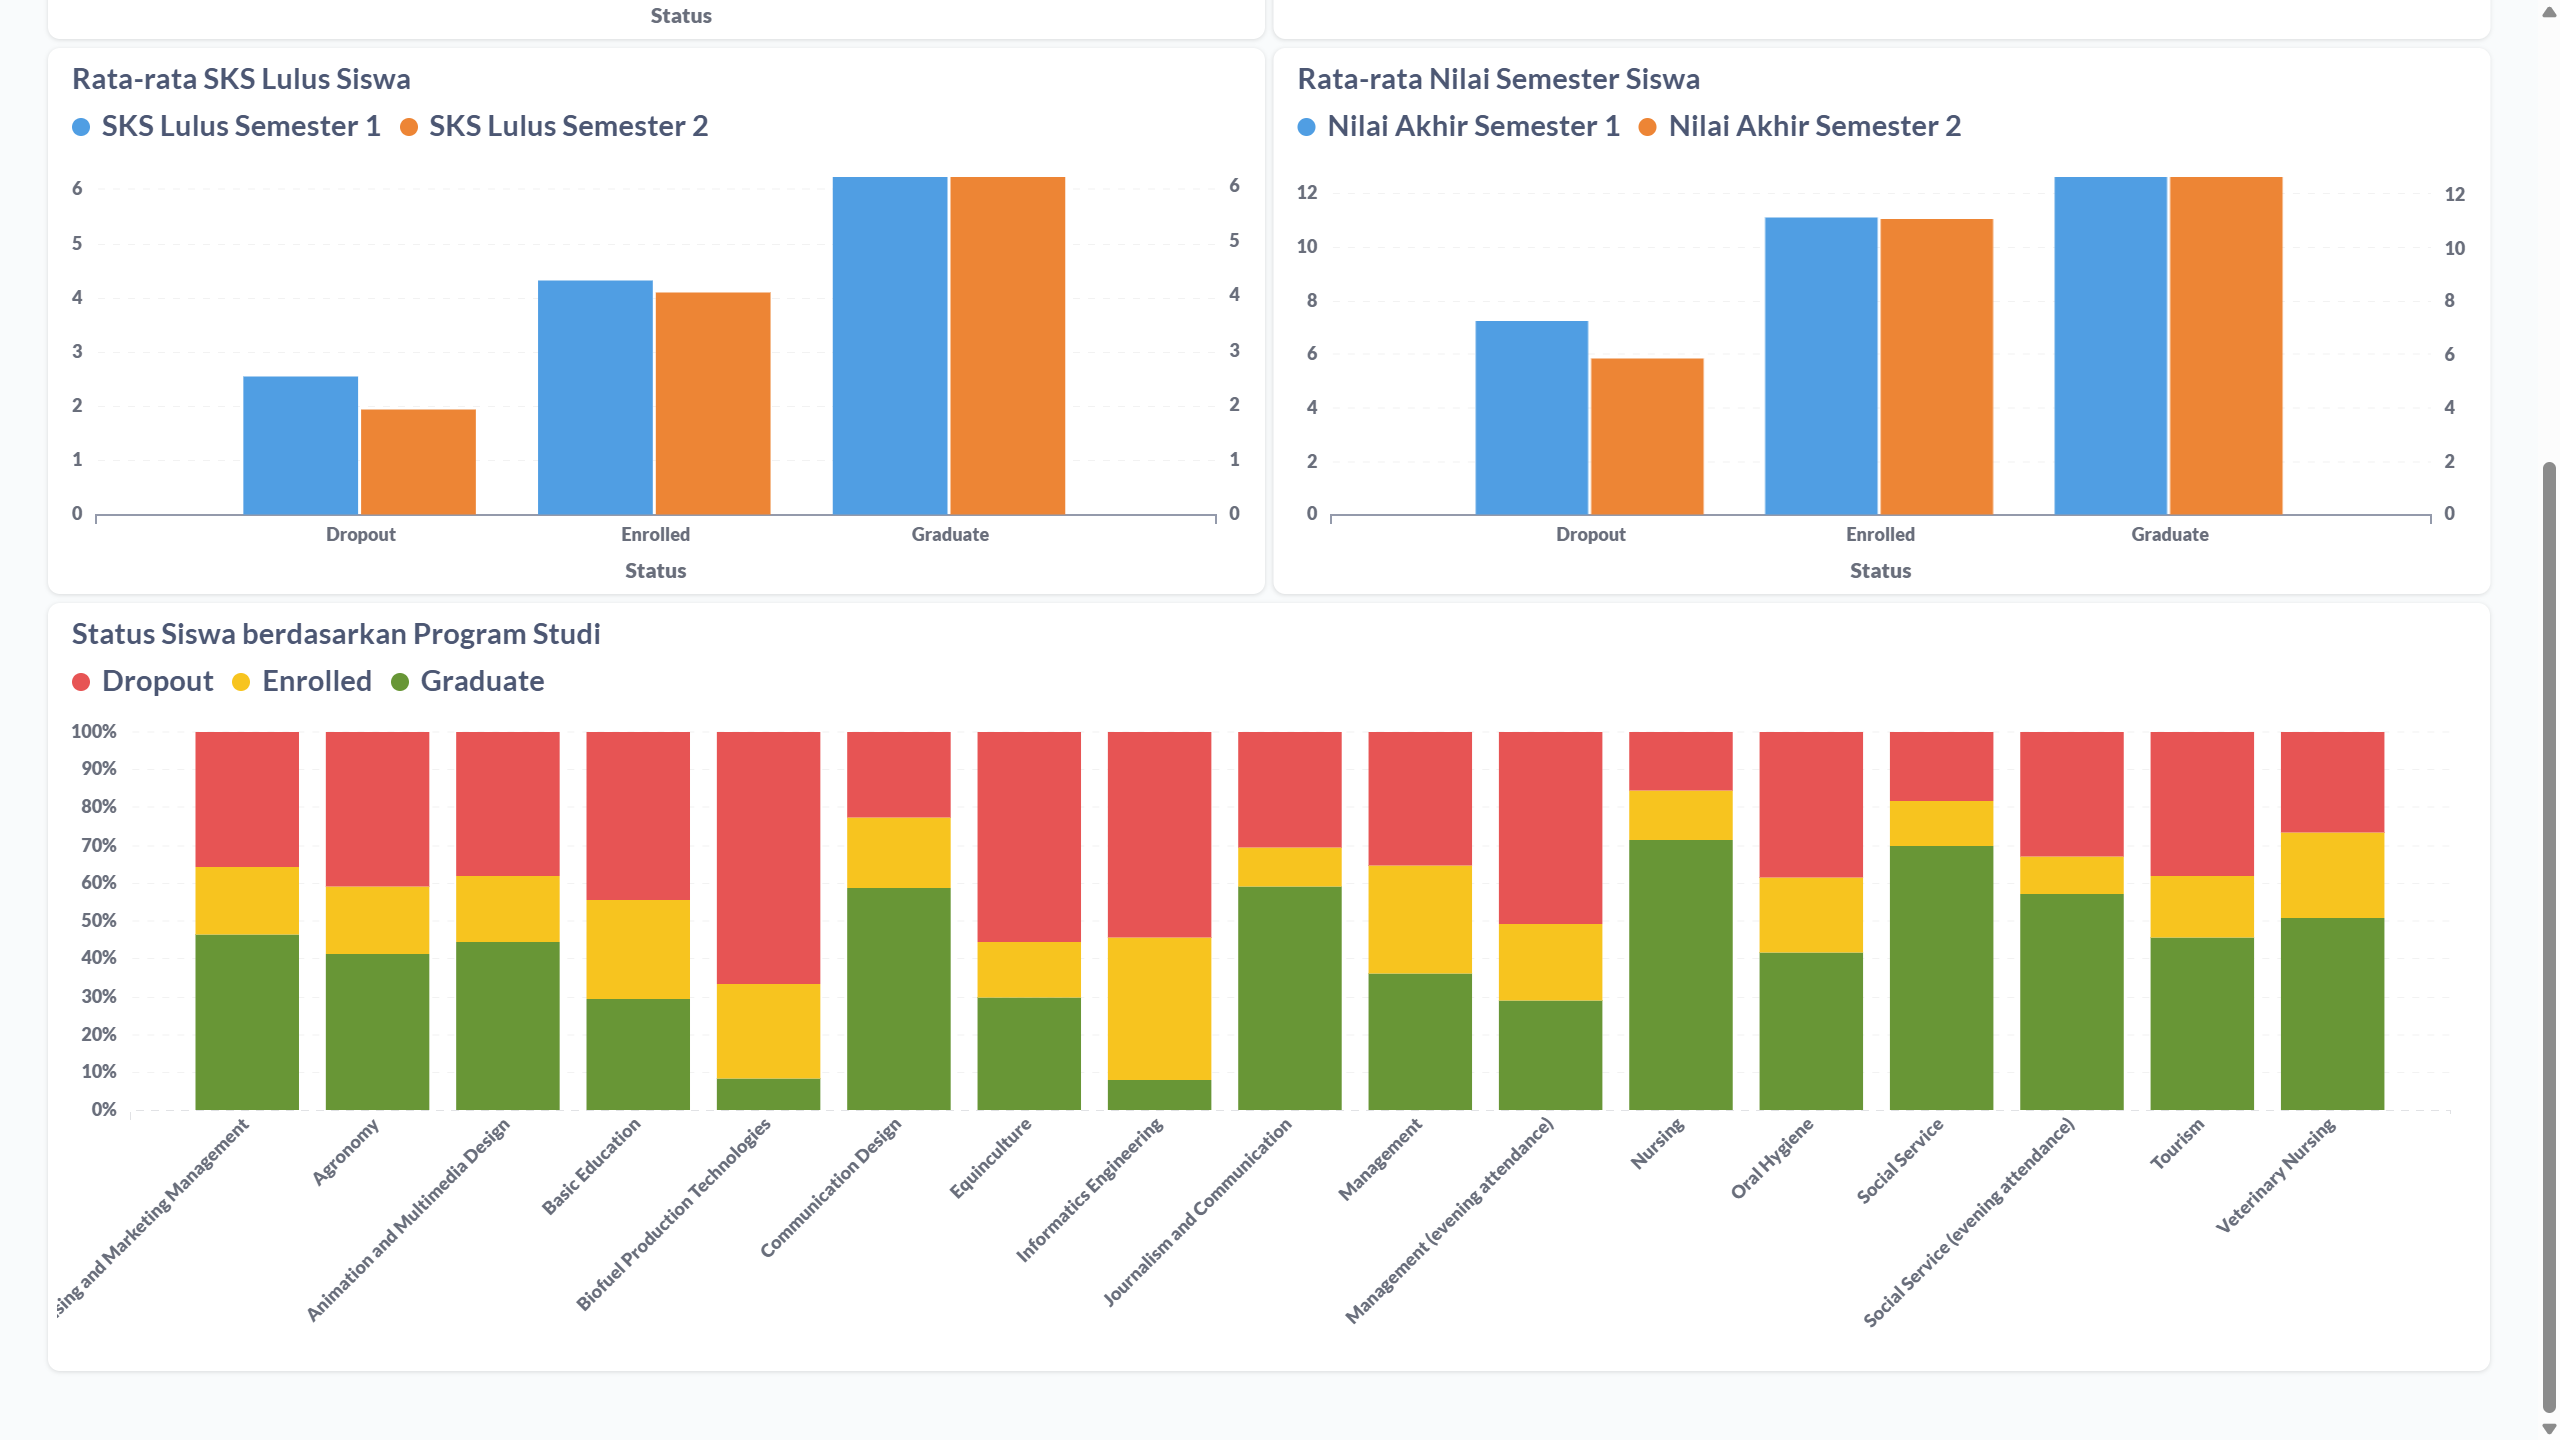 Status
Rata-rata SKS Lulus Siswa
SKS Lulus Semester 1 SKS Lulus Semester 2
6
5
4
3
2
1
0
6
5
4
3
2
1
0
Dropout Enrolled Graduate
Status
Rata-rata Nilai Semester Siswa
Nilai Akhir Semester 1 Nilai Akhir Semester 2
12
10
8
6
4
2
0
12
10
8
6
4
2
0
Dropout Enrolled Graduate
Status
Status Siswa berdasarkan Program Studi
Dropout Enrolled Graduate
100%
90%
80%
70%
60%
50%
40%
30%
20%
10%
0%
sing and Marketing Management
Agronomy
Animation and Multimedia Design
Basic Education
Biofuel Production Technologies
Communication Design
Equinculture
Informatics Engineering
Journalism and Communication
Management
Management (evening attendance)
Nursing
Oral Hygiene
Social Service
Social Service (evening attendance)
Tourism
Veterinary Nursing